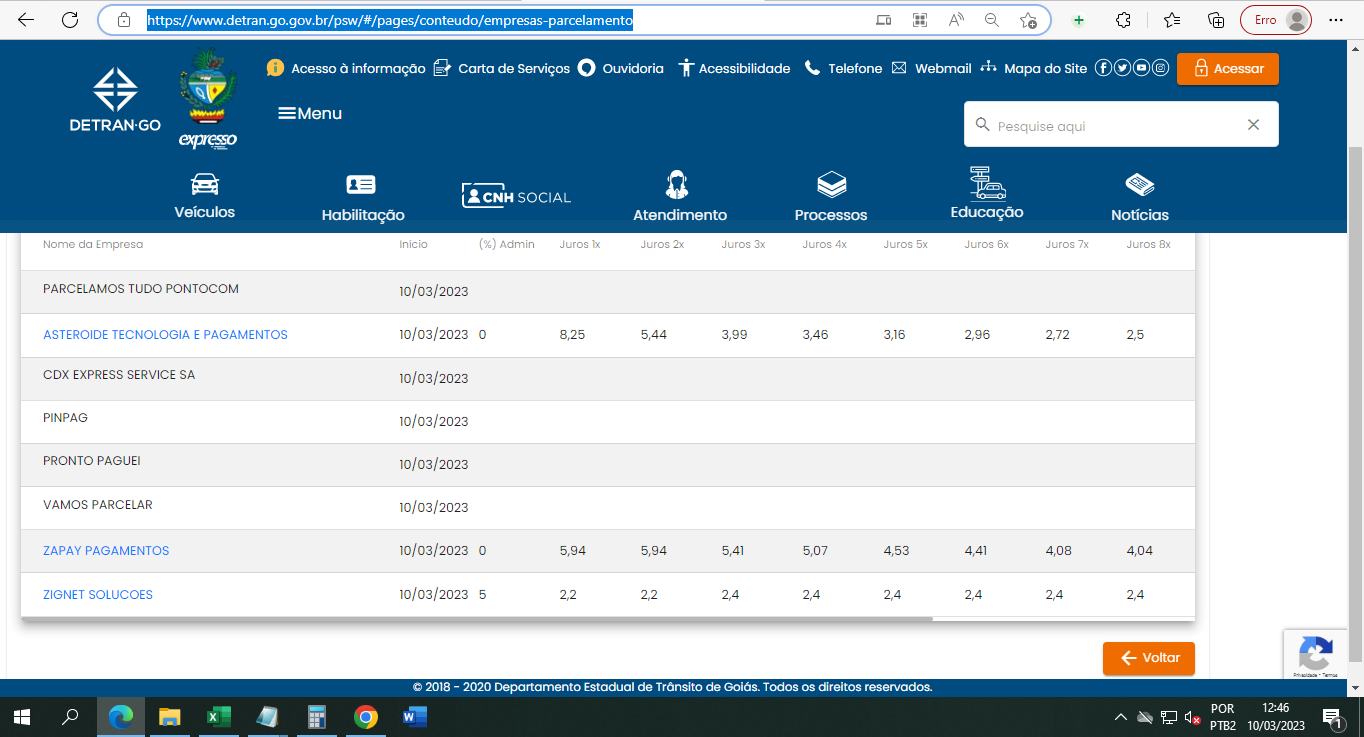 https://www.detran.go.gov.br/psw/#/pages/conteudo/empresas-parcelamento
Erro
Acesso à informação Carta de Serviços Ouvidoria Acessibilidade Telefone Webmail Mapa do Site Acessar
DETRAN·GO
expresso
Menu
Pesquise aqui
Veículos Habilitação CNH SOCIAL Atendimento Processos Educação Notícias
Nome da Empresa Início (%) Admin Juros 1x Juros 2x Juros 3x Juros 4x Juros 5x Juros 6x Juros 7x Juros 8x
PARCELAMOS TUDO PONTOCOM 10/03/2023
ASTEROIDE TECNOLOGIA E PAGAMENTOS 10/03/2023 0 8,25 5,44 3,99 3,46 3,16 2,96 2,72 2,5
CDX EXPRESS SERVICE SA 10/03/2023
PINPAG 10/03/2023
PRONTO PAGUEI 10/03/2023
VAMOS PARCELAR 10/03/2023
ZAPAY PAGAMENTOS 10/03/2023 0 5,94 5,94 5,41 5,07 4,53 4,41 4,08 4,04
ZIGNET SOLUCOES 10/03/2023 5 2,2 2,2 2,4 2,4 2,4 2,4 2,4 2,4
Voltar
Privacidade - Termos
© 2018 - 2020 Departamento Estadual de Trânsito de Goiás. Todos os direitos reservados.
POR 12:46
PTB2 10/03/2023
1